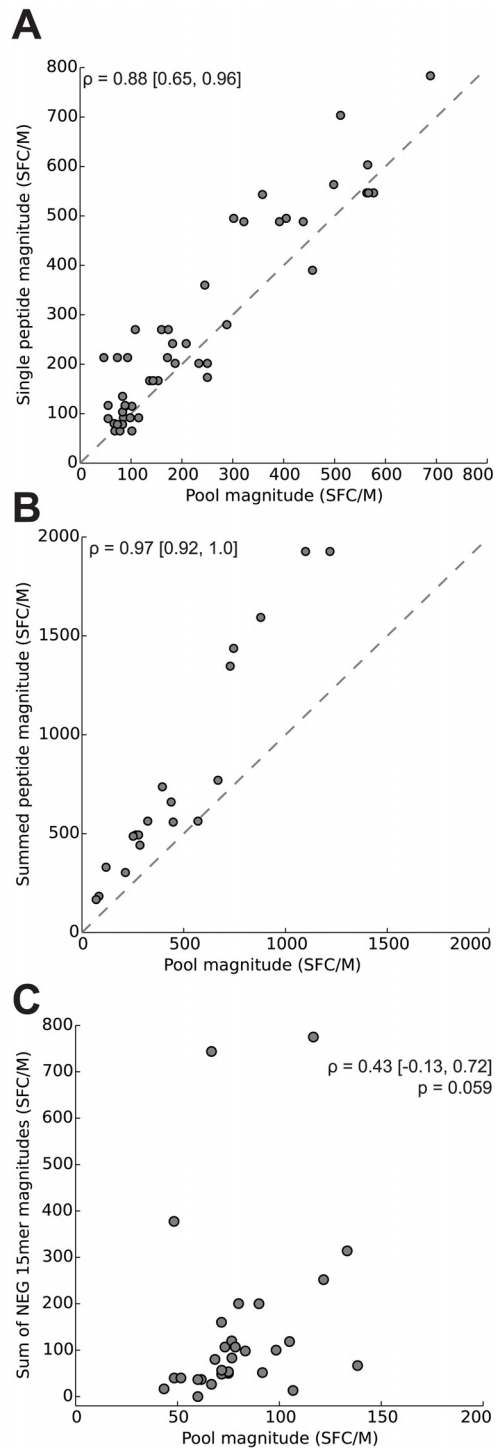 A
ρ = 0.88 [0.65, 0.96]
Single peptide magnitude (SFC/M)
800
700
600
500
400
300
200
100
0
0 100 200 300 400 500 600 700 800
Pool magnitude (SFC/M)
B
ρ = 0.97 [0.92, 1.0]
Summed peptide magnitude (SFC/M)
2000
1500
1000
500
0
0 500 1000 1500 2000
Pool magnitude (SFC/M)
C
ρ = 0.43 [-0.13, 0.72]
p = 0.059
Sum of NEG 15mer magnitudes (SFC/M)
800
700
600
500
400
300
200
100
0
0 50 100 150 200
Pool magnitude (SFC/M)